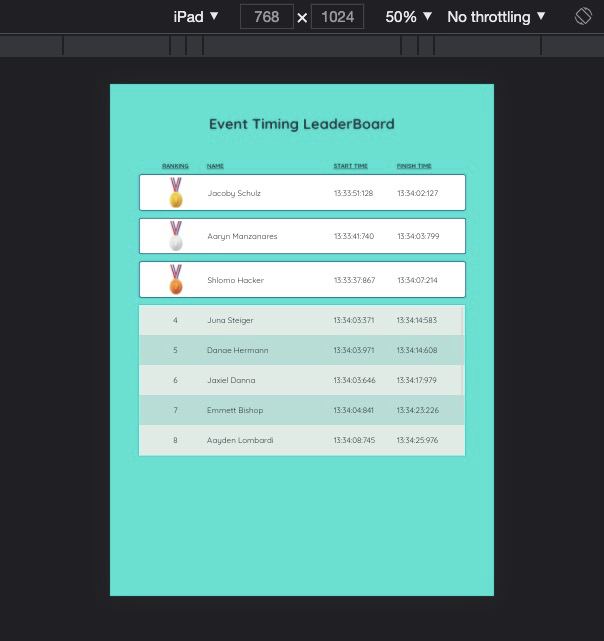 iPad ▼ 768 × 1024 50% ▼ No throttling ▼
Event Timing LeaderBoard
RANKING NAME START TIME FINISH TIME
Jacoby Schulz 13:33:51:128 13:34:02:127
Aaryn Manzanares 13:33:41:740 13:34:03:799
Shlomo Hacker 13:33:37:867 13:34:07:214
4 Juna Steiger 13:34:03:371 13:34:14:583
5 Danae Hermann 13:34:03:971 13:34:14:608
6 Jaxiel Danna 13:34:03:646 13:34:17:979
7 Emmett Bishop 13:34:04:841 13:34:23:226
8 Aayden Lombardi 13:34:08:745 13:34:25:976